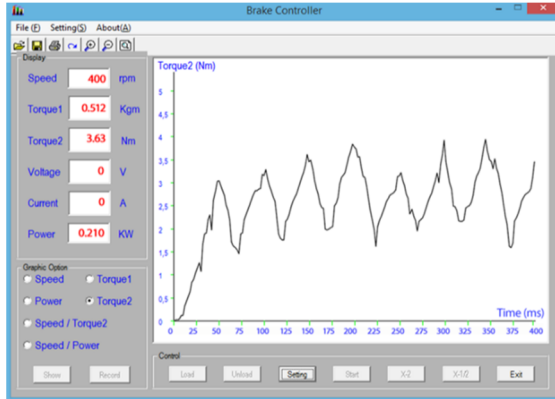 Brake Controller
File (F) Setting(S) About(A)
Display
Speed 400 rpm
Torque1 0.512 Kgm
Torque2 3.63 Nm
Voltage 0 V
Current 0 A
Power 0.210 KW
Graphic Option
Speed Torque1
Power Torque2
Speed / Torque2
Speed / Power
Show Record
Torque2 (Nm)
5
4,5
4
3,5
3
2,5
2
1,5
1
0,5
0
Time (ms)
0 25 50 75 100 125 150 175 200 225 250 275 300 325 350 375 400
Control
Load Unload Setting Start X-2 X-1/2 Exit